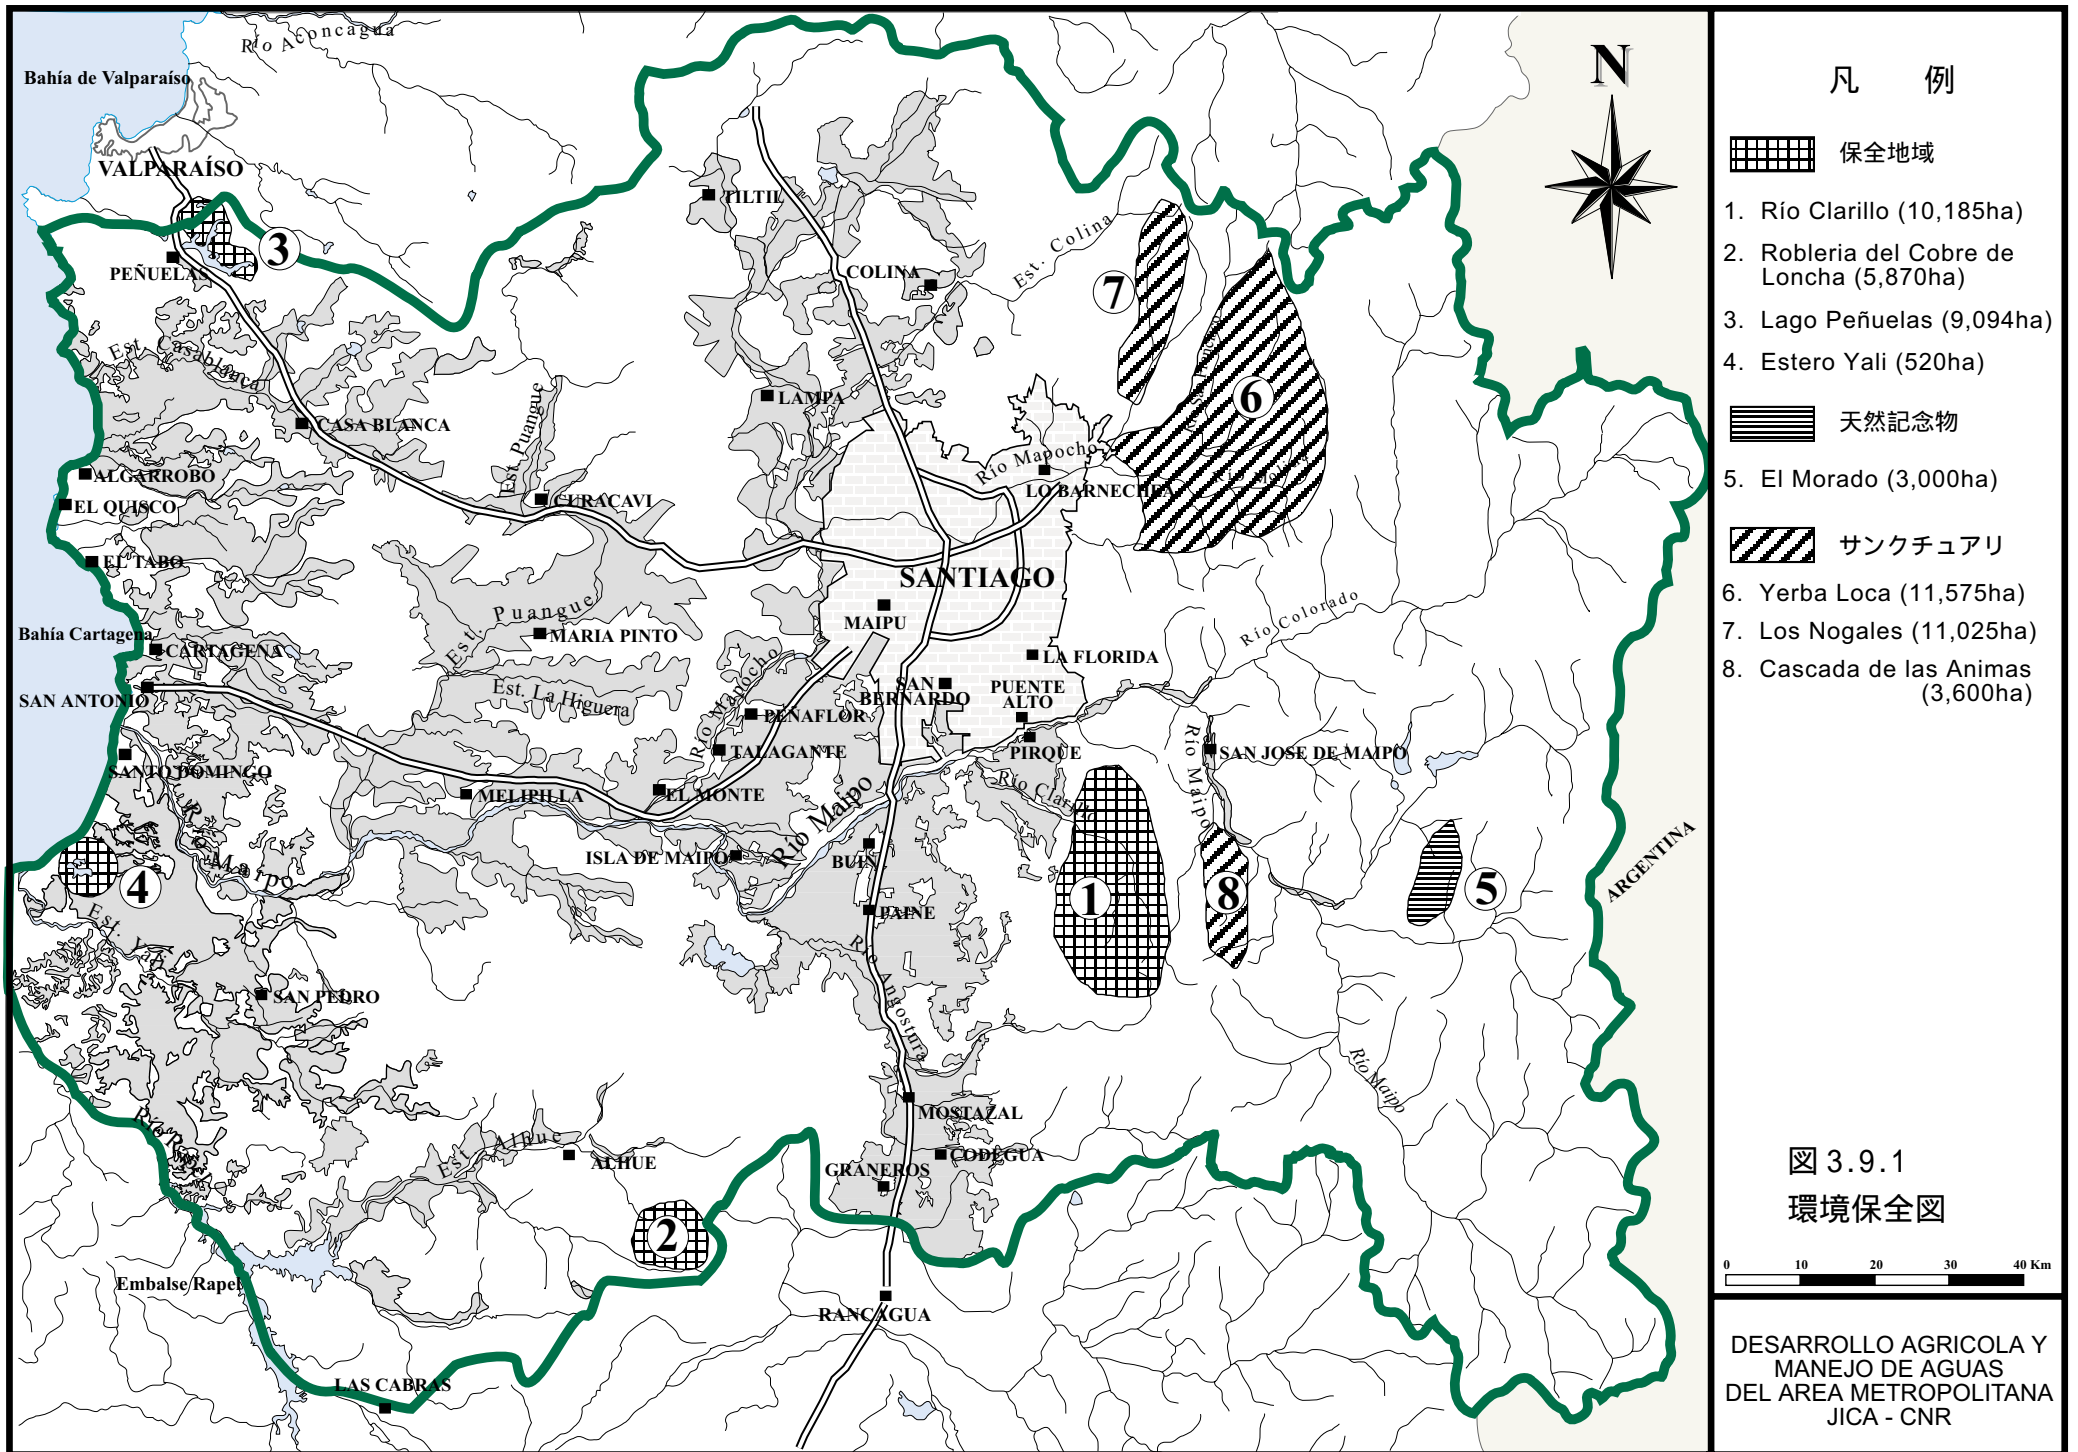 Río Aconcagua
Bahía de Valparaíso
VALPARAÍSO
3
PEÑUELAS
TILTIL
COLINA
Est. Colina
7
N
Est. Casablanca
CASA BLANCA
Est. Puangue
LAMPA
6
ALGARROBO
EL QUISCO
CURACAVI
Río Mapocho
LO BARNECHEA
Río Molina
EL TABO
SANTIAGO
Est. Puangue
MAIPU
Río Colorado
Bahía Cartagena
CARTAGENA
MARIA PINTO
LA FLORIDA
SAN ANTONIO
Est. La Higuera
Río Mapocho
PEÑAFLOR
SAN
BERNARDO
PUENTE
ALTO
TALAGANTE
PIRQUE
Río Maipo
SAN JOSE DE MAIPO
SANTO DOMINGO
MELIPILLA
EL MONTE
Río Maipo
Río Clarillo
Río Maipo
ISLA DE MAIPO
BUIN
4
1
8
5
ARGENTINA
PAINE
Est. Yali
Río Angostura
SAN PEDRO
Río Maipo
MOSTAZAL
Río Rapel
Est. Alhue
ALHUE
CODEGUA
GRANEROS
2
Embalse Rapel
RANCAGUA
LAS CABRAS
凡　例
保全地域
1. Río Clarillo (10,185ha)
2. Robleria del Cobre de
Loncha (5,870ha)
3. Lago Peñuelas (9,094ha)
4. Estero Yali (520ha)
天然記念物
5. El Morado (3,000ha)
サンクチュアリ
6. Yerba Loca (11,575ha)
7. Los Nogales (11,025ha)
8. Cascada de las Animas
(3,600ha)
図 3.9.1
環境保全図
0 10 20 30 40 Km
DESARROLLO AGRICOLA Y
MANEJO DE AGUAS
DEL AREA METROPOLITANA
JICA - CNR